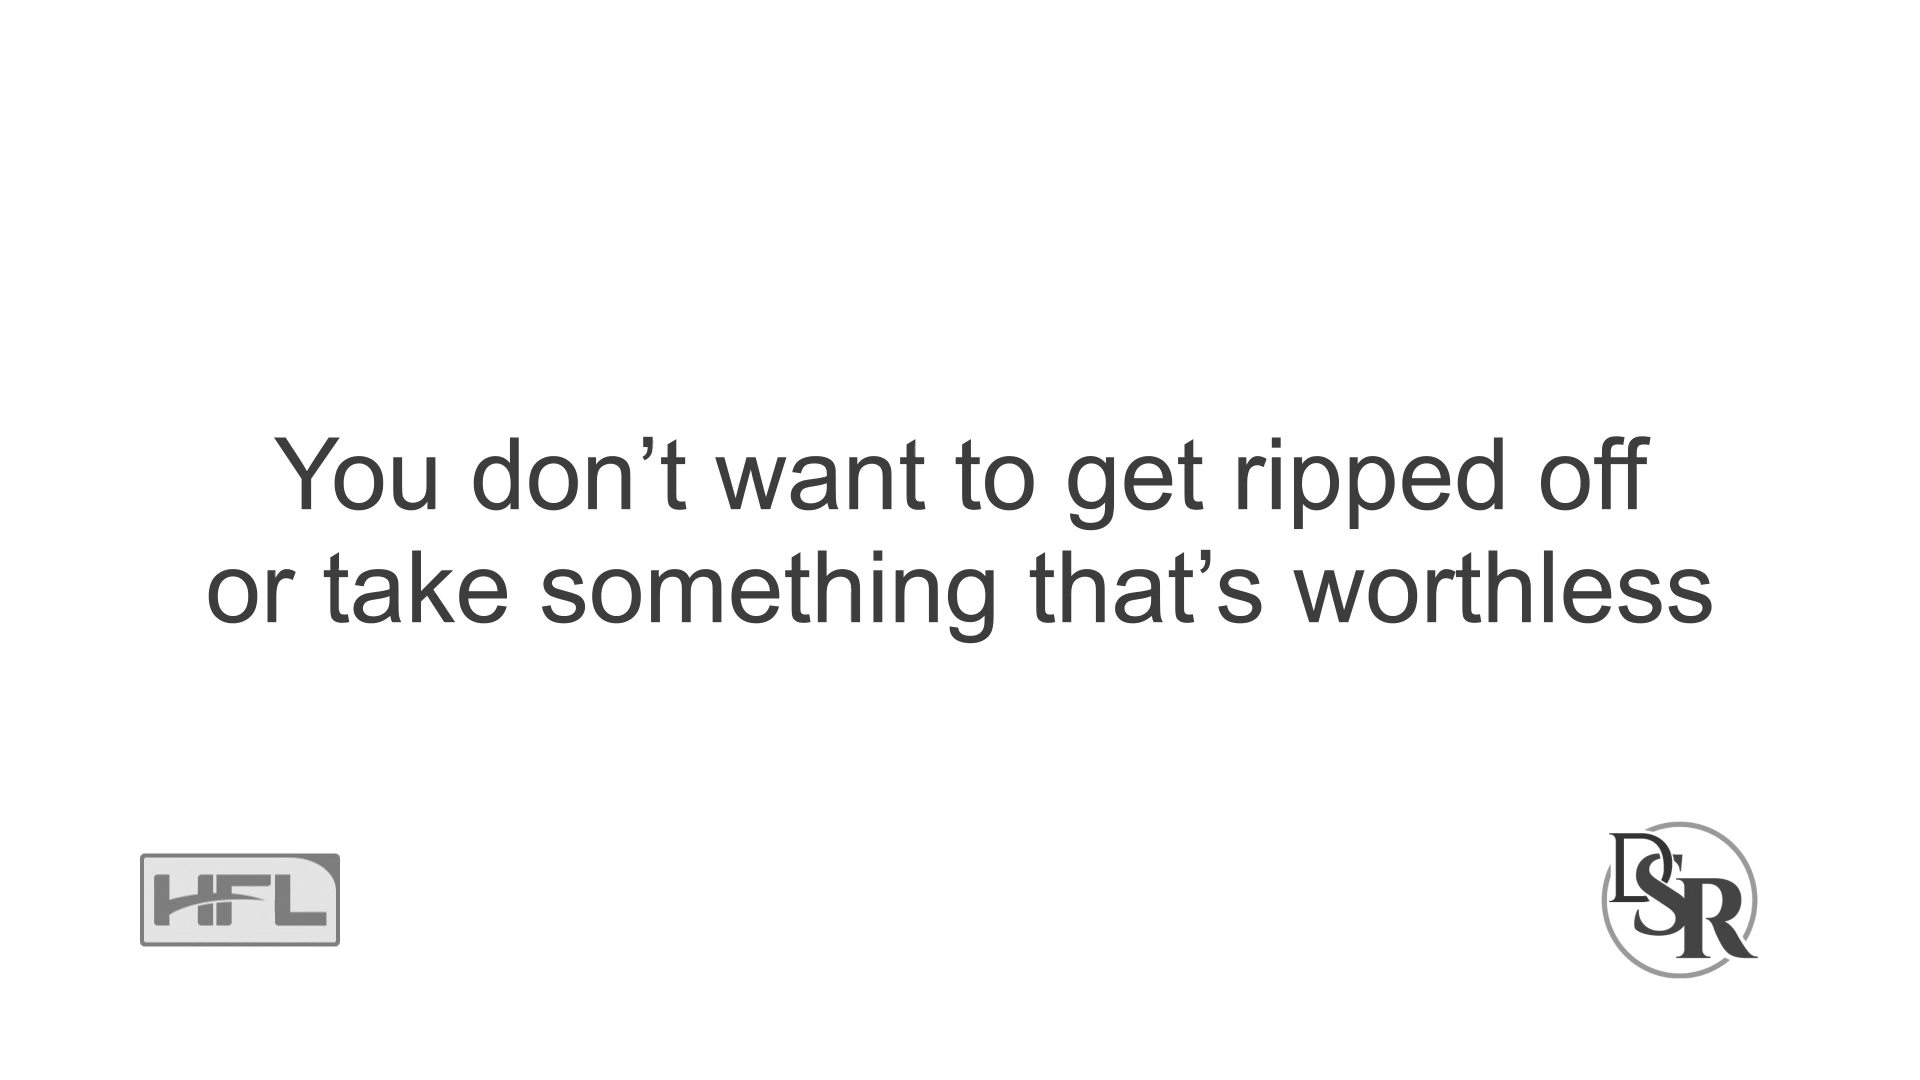 You don’t want to get ripped off
or take something that’s worthless
HFL
DSR